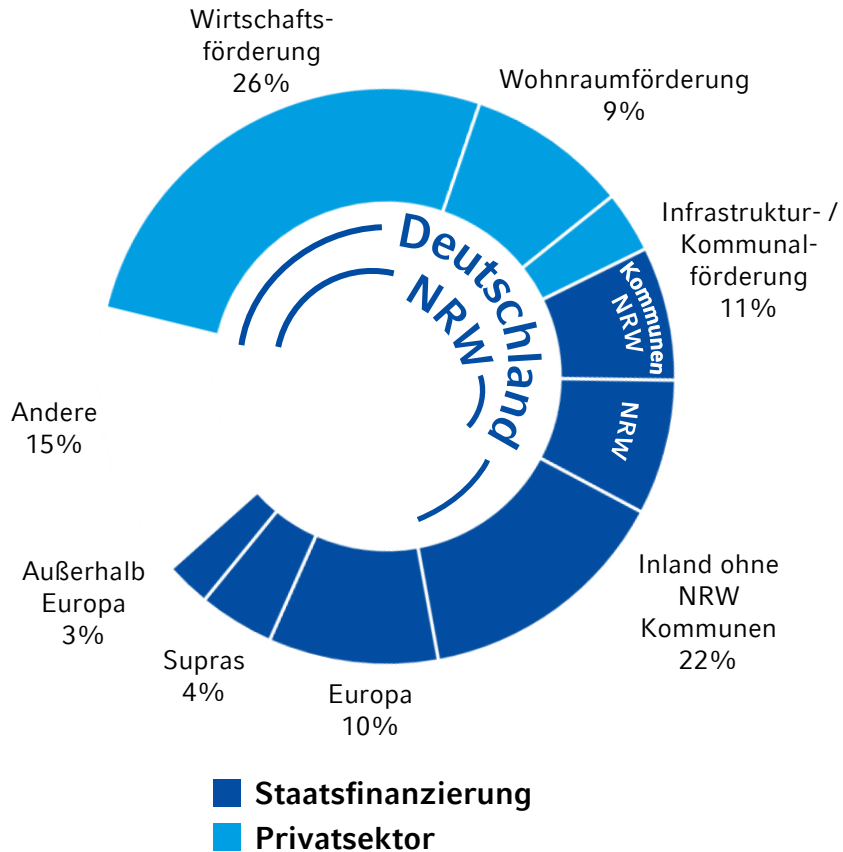 Wirtschafts-
förderung
26%
Wohnraumförderung
9%
Infrastruktur- /
Kommunal-
förderung
11%
Kommunen
NRW
NRW
Deutschland
NRW
Inland ohne
NRW
Kommunen
22%
Europa
10%
Supras
4%
Außerhalb
Europa
3%
Andere
15%
Staatsfinanzierung
Privatsektor